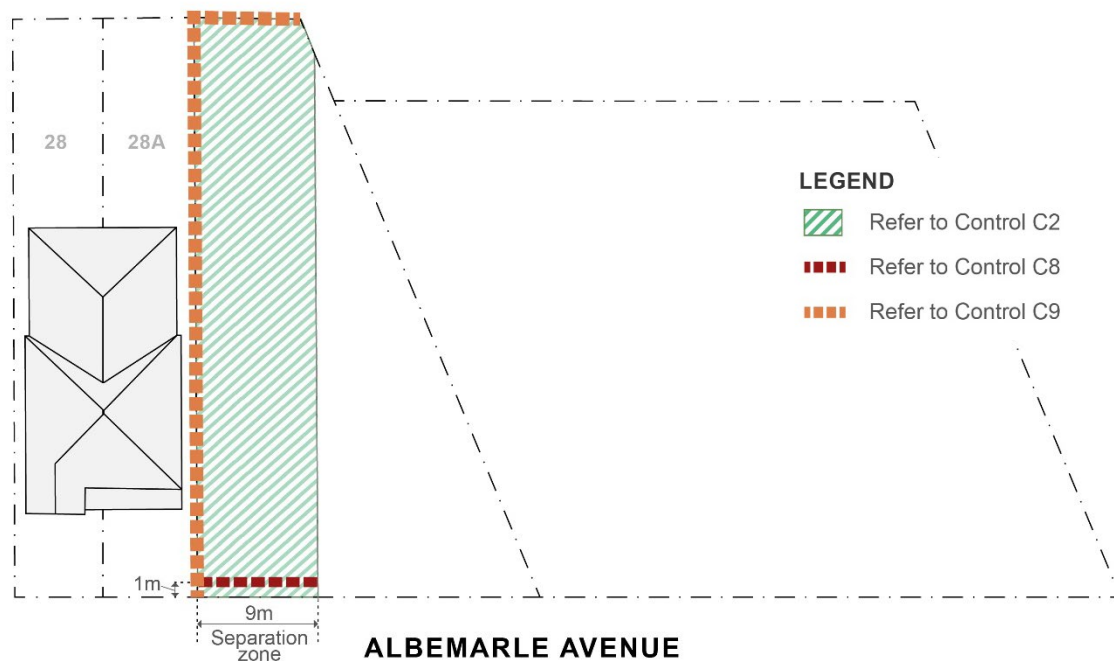 28
28A
LEGEND
Refer to Control C2
Refer to Control C8
Refer to Control C9
1m
9m
Separation
zone
ALBEMARLE AVENUE